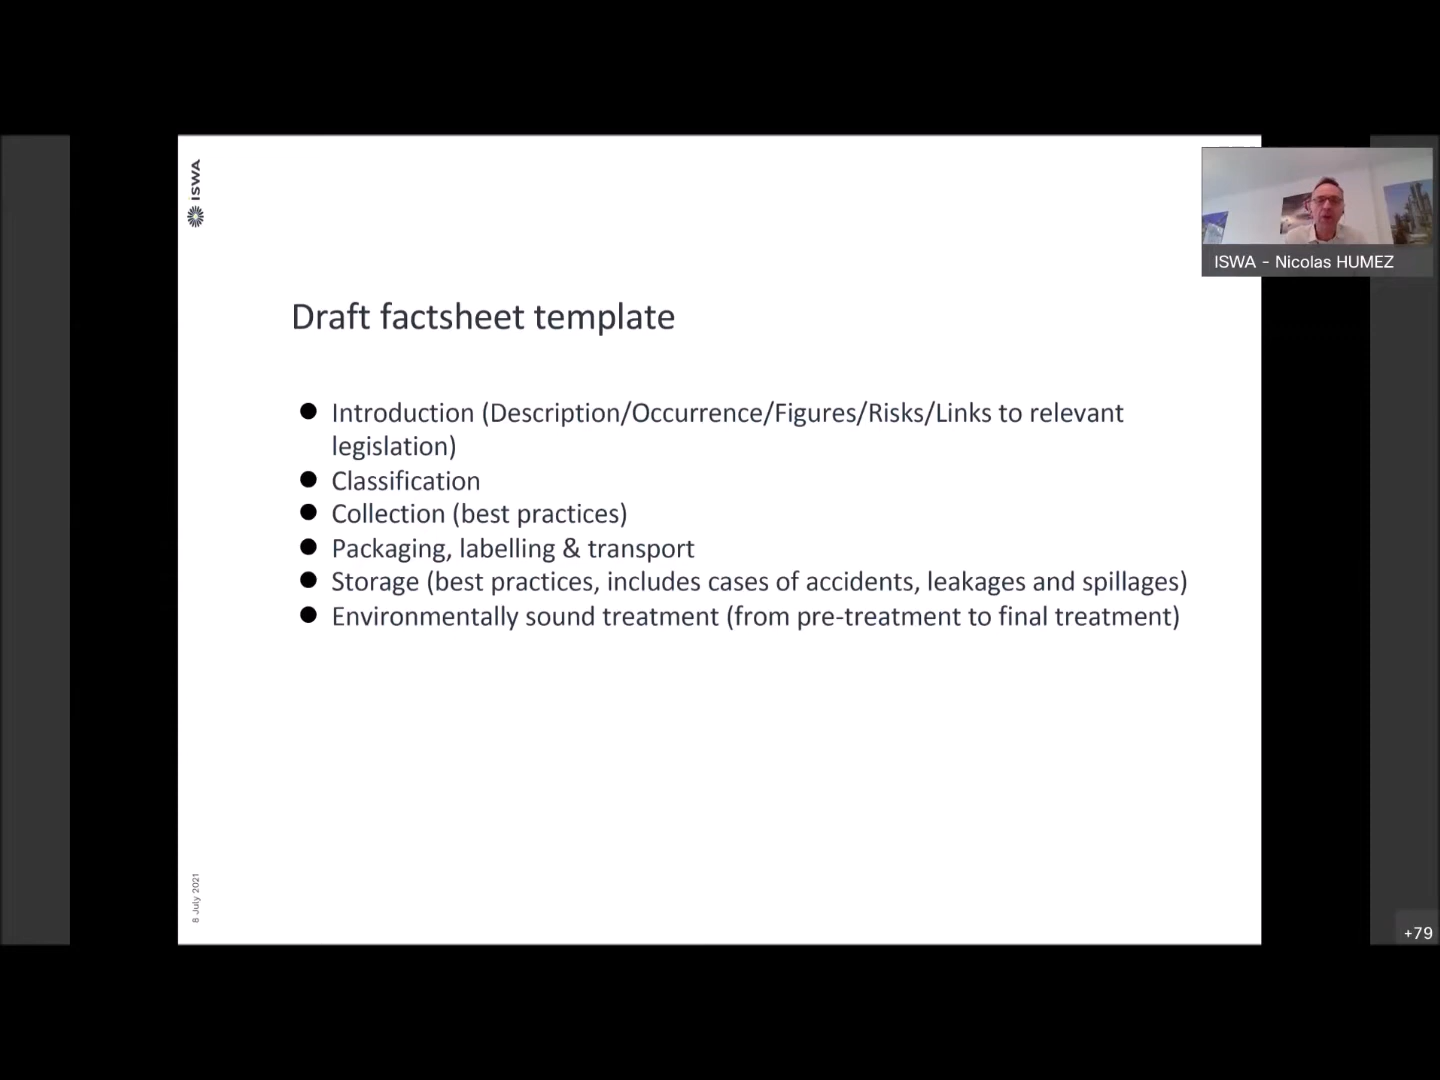 ISWA
ISWA - Nicolas HUMEZ
Draft factsheet template
● Introduction (Description/Occurrence/Figures/Risks/Links to relevant
legislation)
● Classification
● Collection (best practices)
● Packaging, labelling & transport
● Storage (best practices, includes cases of accidents, leakages and spillages)
● Environmentally sound treatment (from pre-treatment to final treatment)
8 July 2021
+79